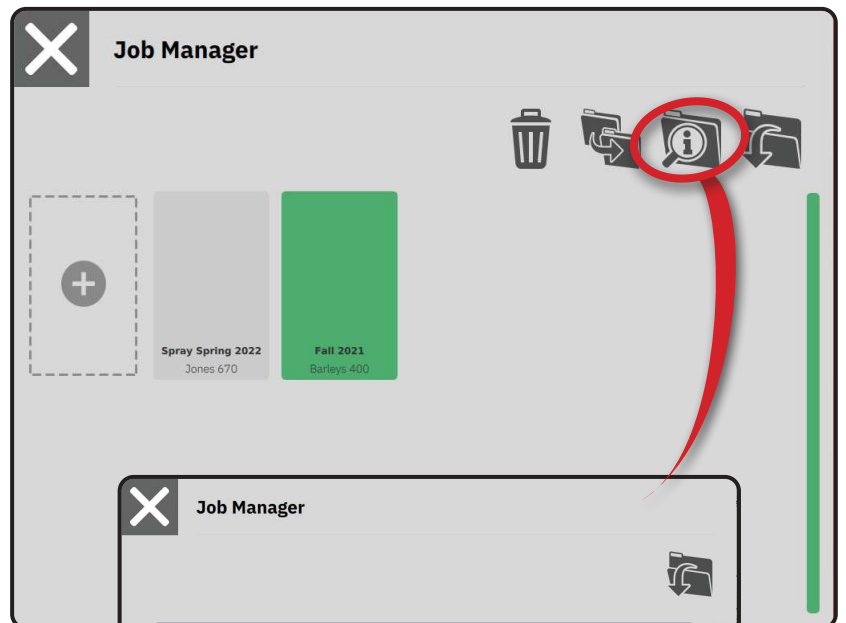 Job Manager
Spray Spring 2022
Jones 670
Fall 2021
Barleys 400
Job Manager